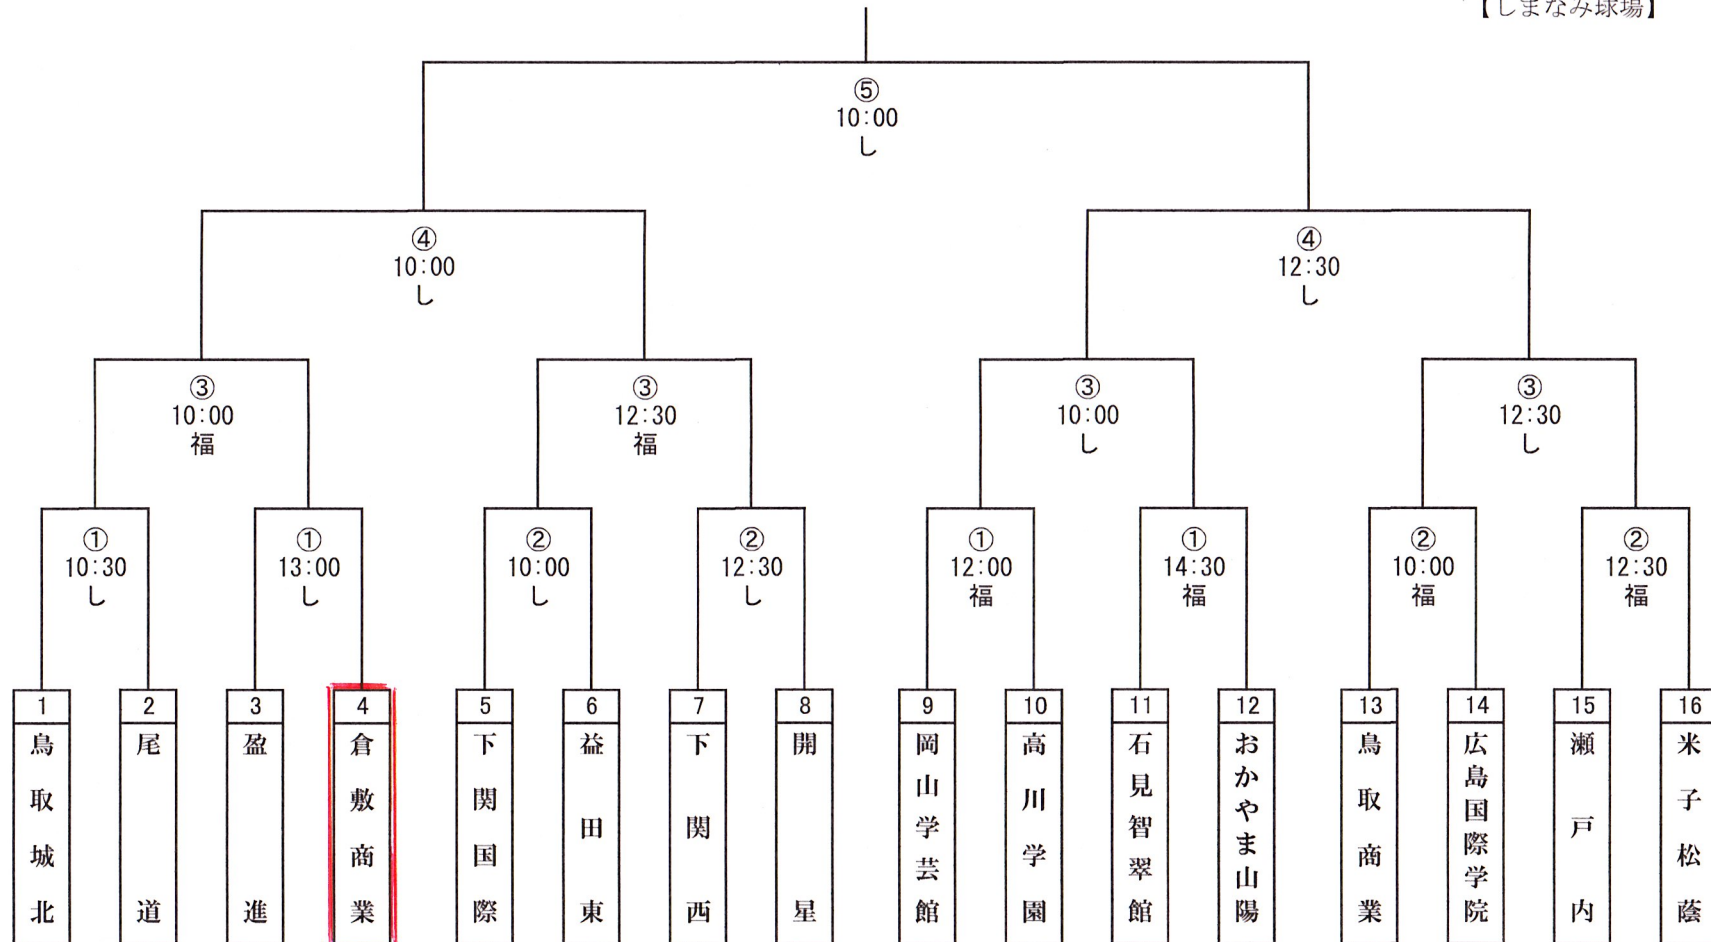 【しまなみ球場】
⑤
10:00
し
④
10:00
し
④
12:30
し
③
10:00
福
③
12:30
福
③
10:00
し
③
12:30
し
①
10:30
し
①
13:00
し
②
10:00
し
②
12:30
し
①
12:00
福
①
14:30
福
②
10:00
福
②
12:30
福
1
鳥取城北
2
尾道
3
盈進
4
倉敷商業
5
下関国際
6
益田東
7
下関西
8
開星
9
岡山学芸館
10
高川学園
11
石見智翠館
12
おかやま山陽
13
鳥取商業
14
広島国際学院
15
瀬戸内
16
米子松蔭